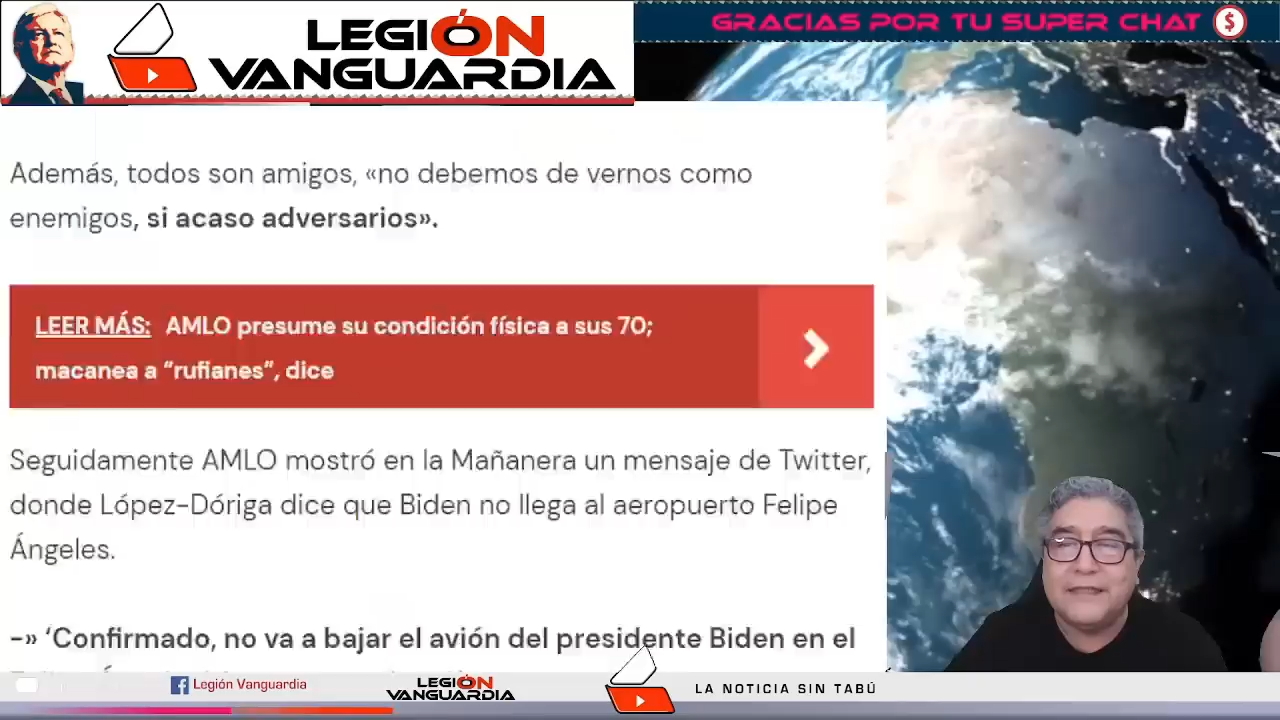 LEGIÓN
VANGUARDIA
GRACIAS POR TU SUPER CHAT
Además, todos son amigos, «no debemos de vernos como
enemigos, si acaso adversarios».
LEER MÁS: AMLO presume su condición física a sus 70;
macanea a “rufianes”, dice
Seguidamente AMLO mostró en la Mañanera un mensaje de Twitter,
donde López-Dóriga dice que Biden no llega al aeropuerto Felipe
Ángeles.
-» ‘Confirmado, no va a bajar el avión del presidente Biden en el
Legión Vanguardia
LEGIÓN
VANGUARDIA
LA NOTICIA SIN TABÚ